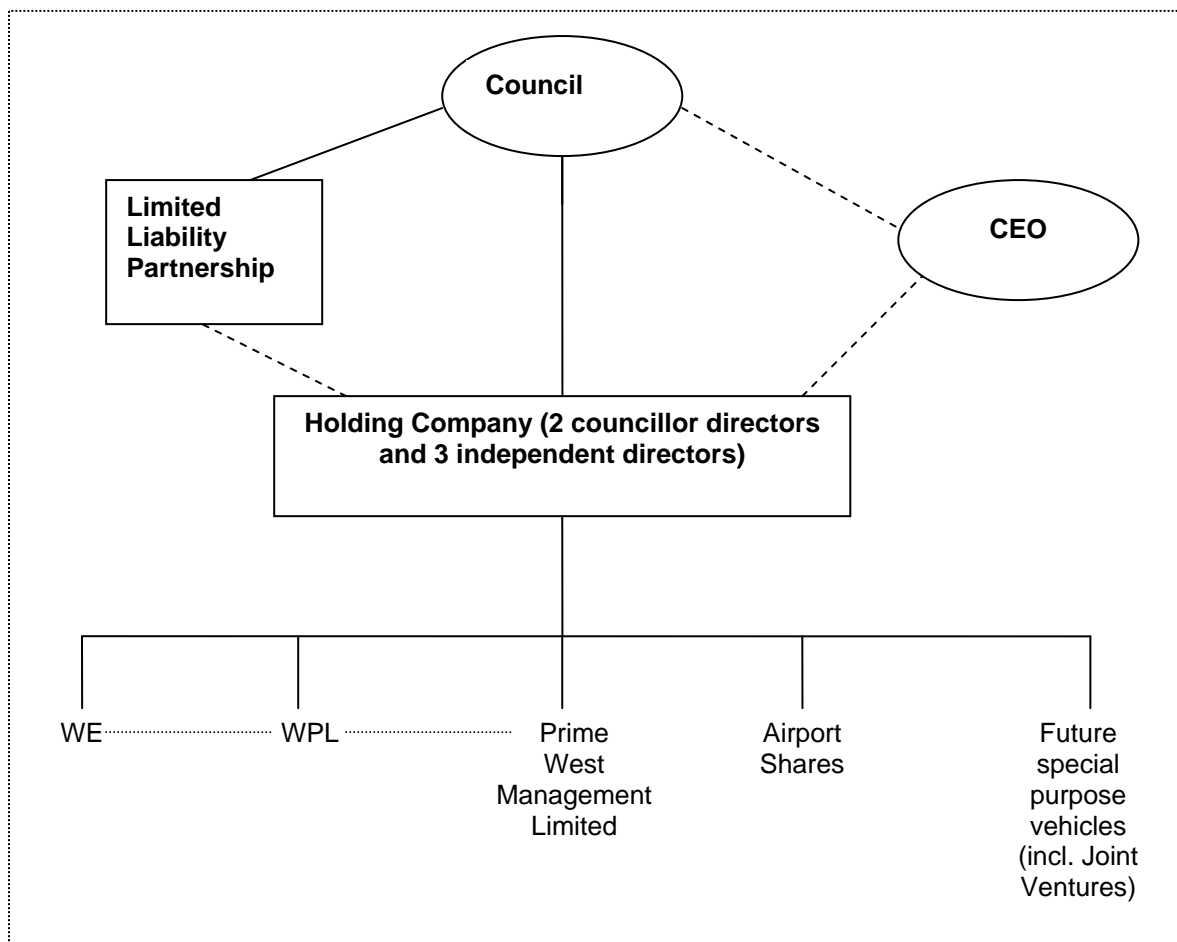 Council
Limited
Liability
Partnership
CEO
Holding Company (2 councillor directors
and 3 independent directors)
WE
WPL
Prime
West
Management
Limited
Airport
Shares
Future
special
purpose
vehicles
(incl. Joint
Ventures)